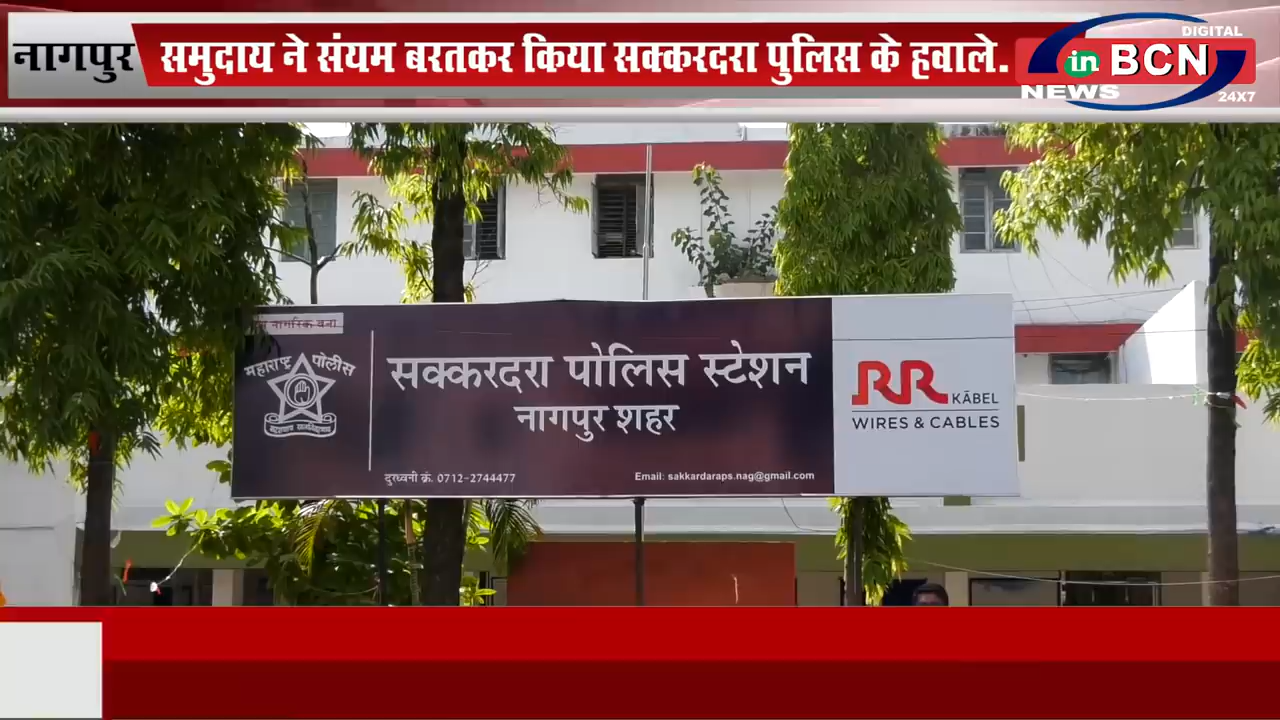 नागपुर
समुदाय ने संयम बरतकर किया सक्करदरा पुलिस के हवाले.
DIGITAL
in BCN
NEWS
24X7
नागरिक बना
महाराष्ट्र पोलीस
सक्करदरा पोलिस स्टेशन
नागपुर शहर
दुरध्वनी क्रं. 0712-2744477
Email: sakkardaraps.nag@gmail.com
RR KĀBEL
WIRES & CABLES